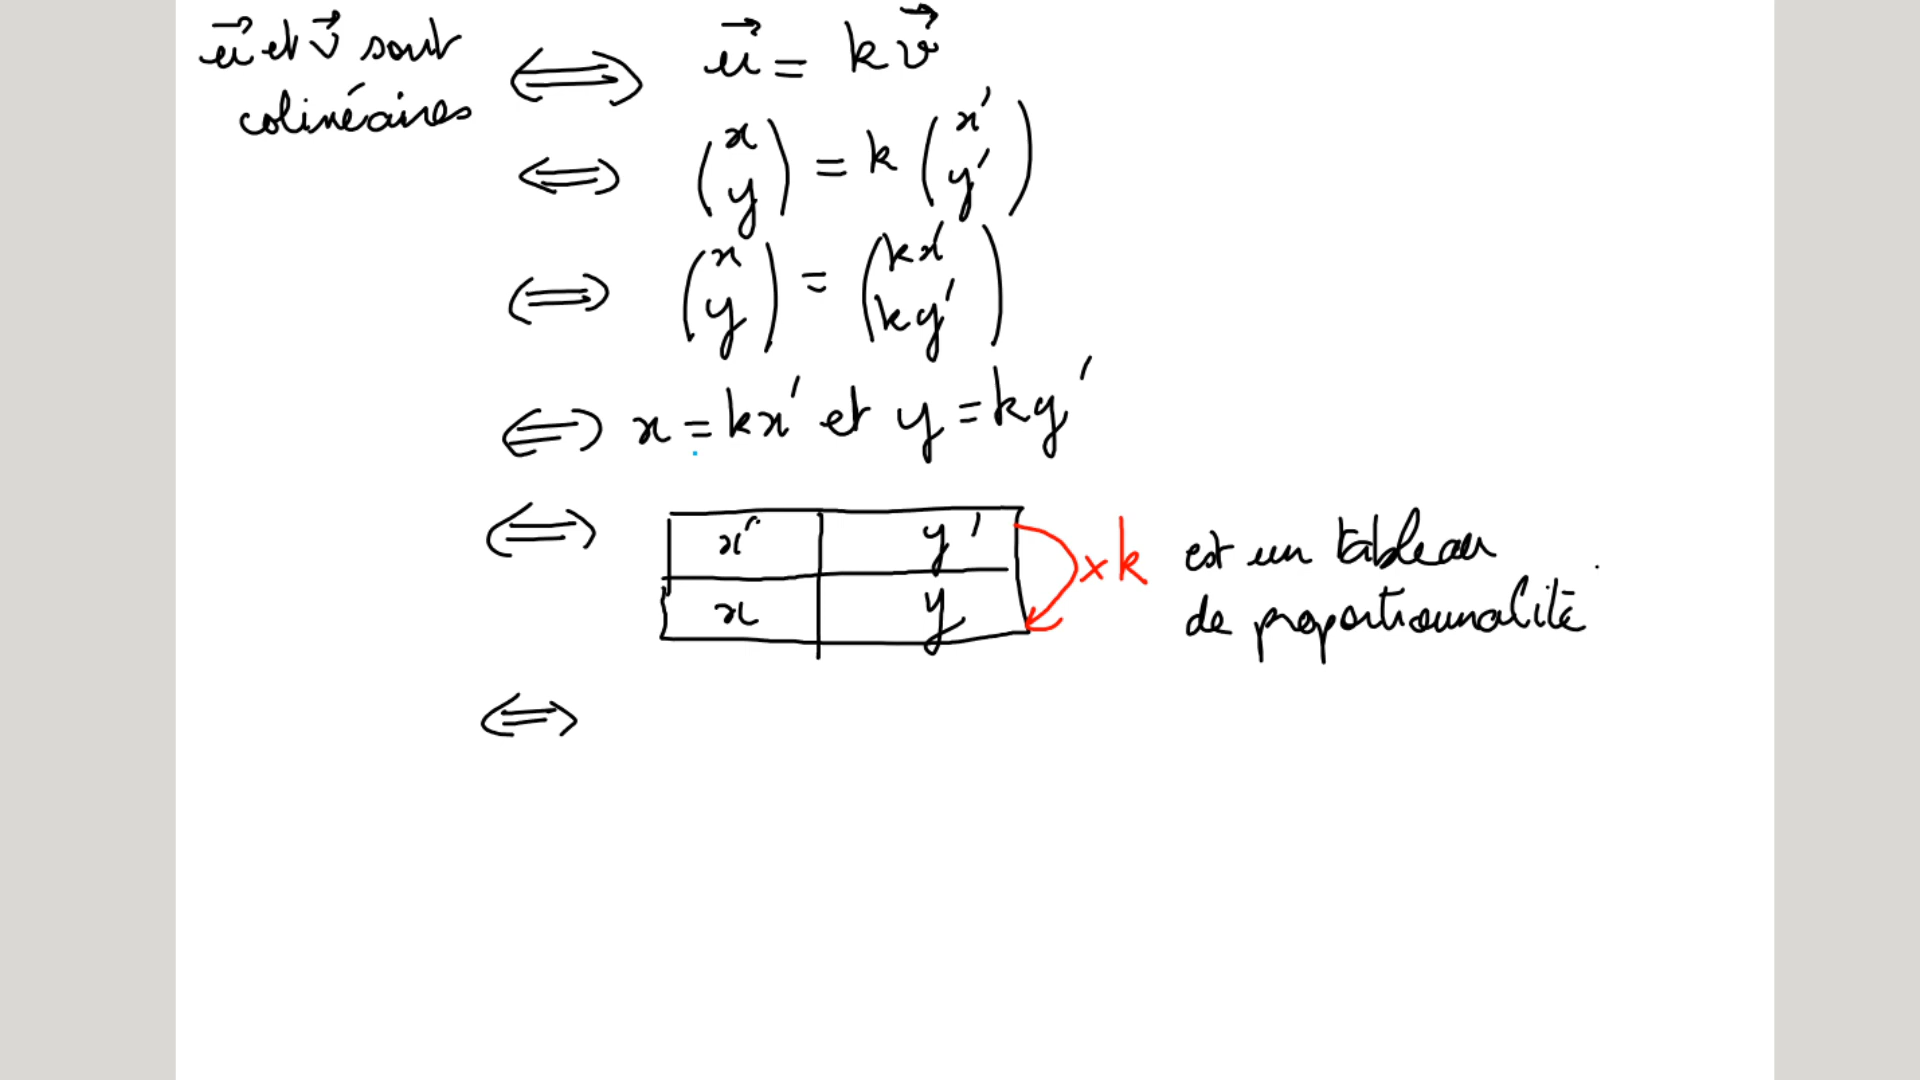 u⃗ et v⃗ sont colinéaires ⟺ u⃗ = k v⃗
⟺ (x y) = k (x' y')
⟺ (x y) = (kx' ky')
⟺ x = kx' et y = ky'
⟺ x' y' ×k est un tableau
x y de proportionnalité
⟺